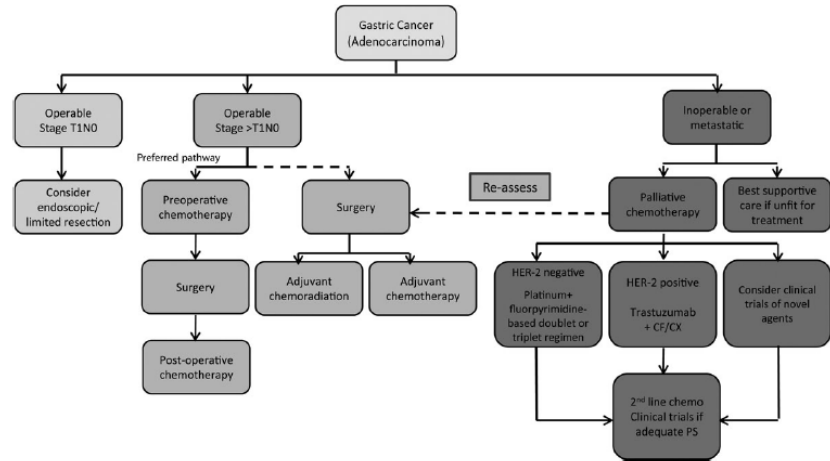 Gastric Cancer
(Adenocarcinoma)
Operable
Stage T1N0
Operable
Stage >T1N0
Inoperable or
metastatic
Preferred pathway
Consider
endoscopic/
limited resection
Preoperative
chemotherapy
Surgery
Re-assess
Palliative
chemotherapy
Best supportive
care if unfit for
treatment
Surgery
Adjuvant
chemoradiation
Adjuvant
chemotherapy
HER-2 negative
Platinum+
fluorpyrimidine-
based doublet or
triplet regimen
HER-2 positive
Trastuzumab
+ CF/CX
Consider clinical
trials of novel
agents
Post-operative
chemotherapy
2nd line chemo
Clinical trials if
adequate PS